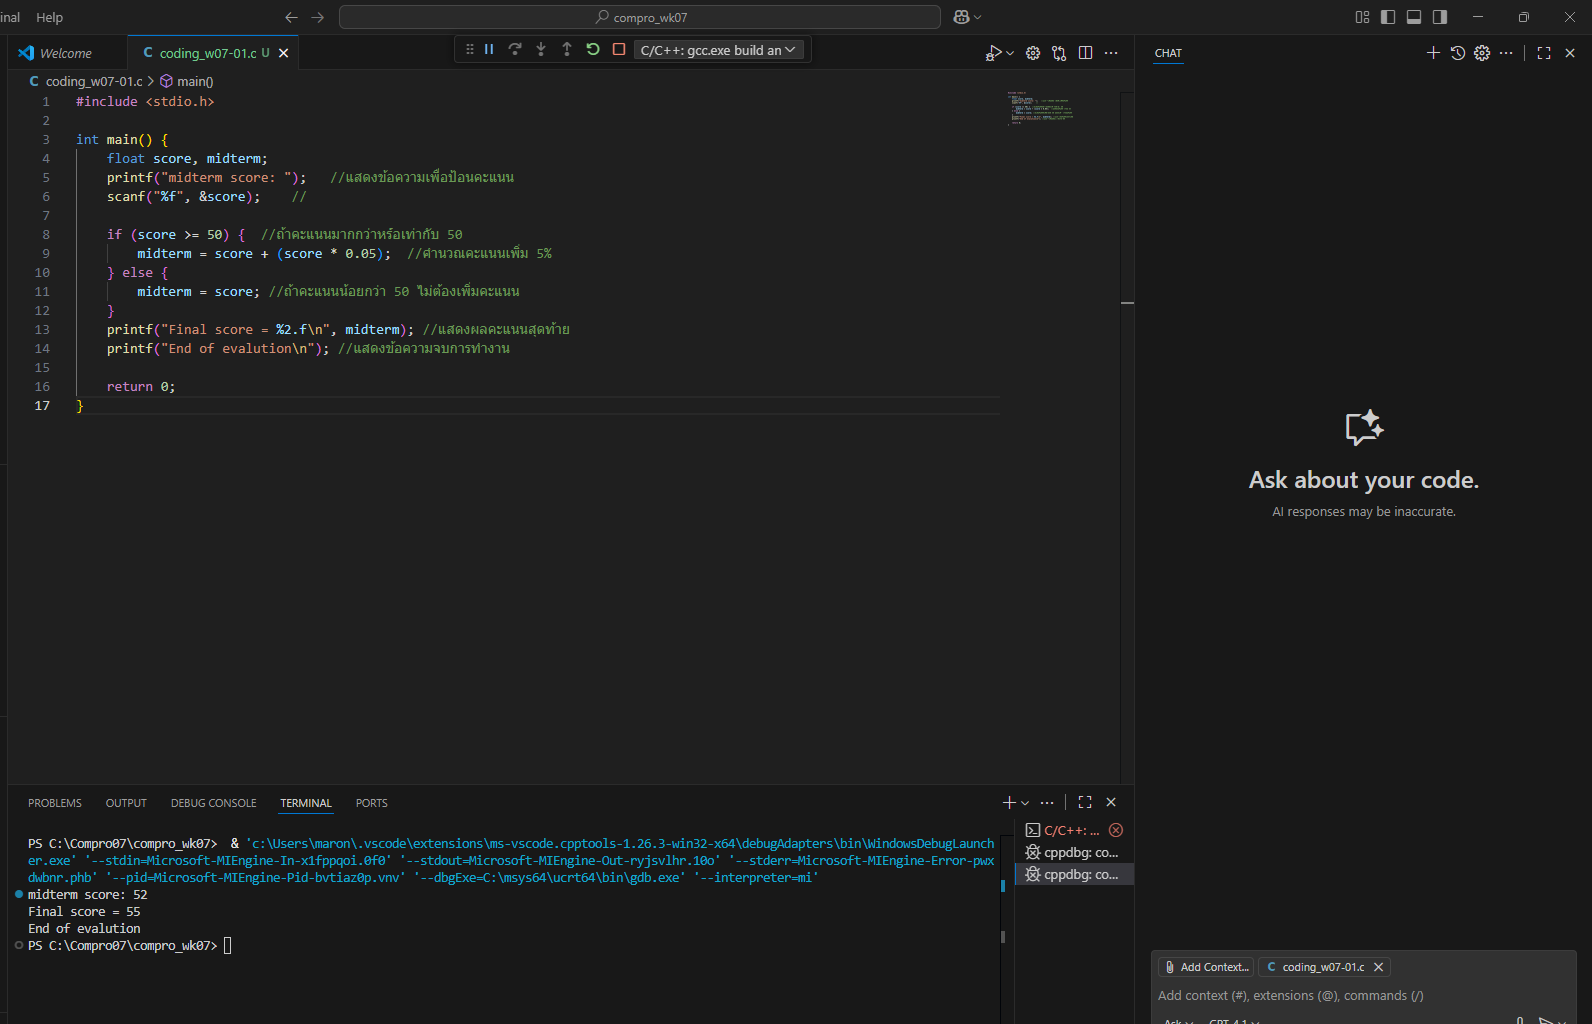 Help
compro_wk07
Welcome
C coding_w07-01.c U
C/C++: gcc.exe build an
CHAT
C coding_w07-01.c > main()
1 #include <stdio.h>
2
3 int main() {
4 float score, midterm;
5 printf("midterm score: "); //แสดงข้อความเพื่อป้อนคะแนน
6 scanf("%f", &score); //
7
8 if (score >= 50) { //ถ้าคะแนนมากกว่าหรือเท่ากับ 50
9 midterm = score + (score * 0.05); //คำนวณคะแนนเพิ่ม 5%
10 } else {
11 midterm = score; //ถ้าคะแนนน้อยกว่า 50 ไม่ต้องเพิ่มคะแนน
12 }
13 printf("Final score = %2.f\n", midterm); //แสดงผลคะแนนสุดท้าย
14 printf("End of evalution\n"); //แสดงข้อความจบการทำงาน
15
16 return 0;
17 }
Ask about your code.
AI responses may be inaccurate.
PROBLEMS OUTPUT DEBUG CONSOLE TERMINAL PORTS
PS C:\Compro07\compro_wk07> & 'c:\Users\maron\.vscode\extensions\ms-vscode.cpptools-1.26.3-win32-x64\debugAdapters\bin\WindowsDebugLaunch
er.exe' '--stdin=Microsoft-MIEngine-In-x1fppqoi.0f0' '--stdout=Microsoft-MIEngine-Out-ryjsvlhr.10o' '--stderr=Microsoft-MIEngine-Error-pwx
dwbnr.phb' '--pid=Microsoft-MIEngine-Pid-bvtiaz0p.vnv' '--dbgExe=C:\msys64\ucrt64\bin\gdb.exe' '--interpreter=mi'
midterm score: 52
Final score = 55
End of evalution
PS C:\Compro07\compro_wk07>
C/C++: ...
cppdbg: co...
cppdbg: co...
Add Context...
C coding_w07-01.c
Add context (#), extensions (@), commands (/)
Ask GPT-4.1